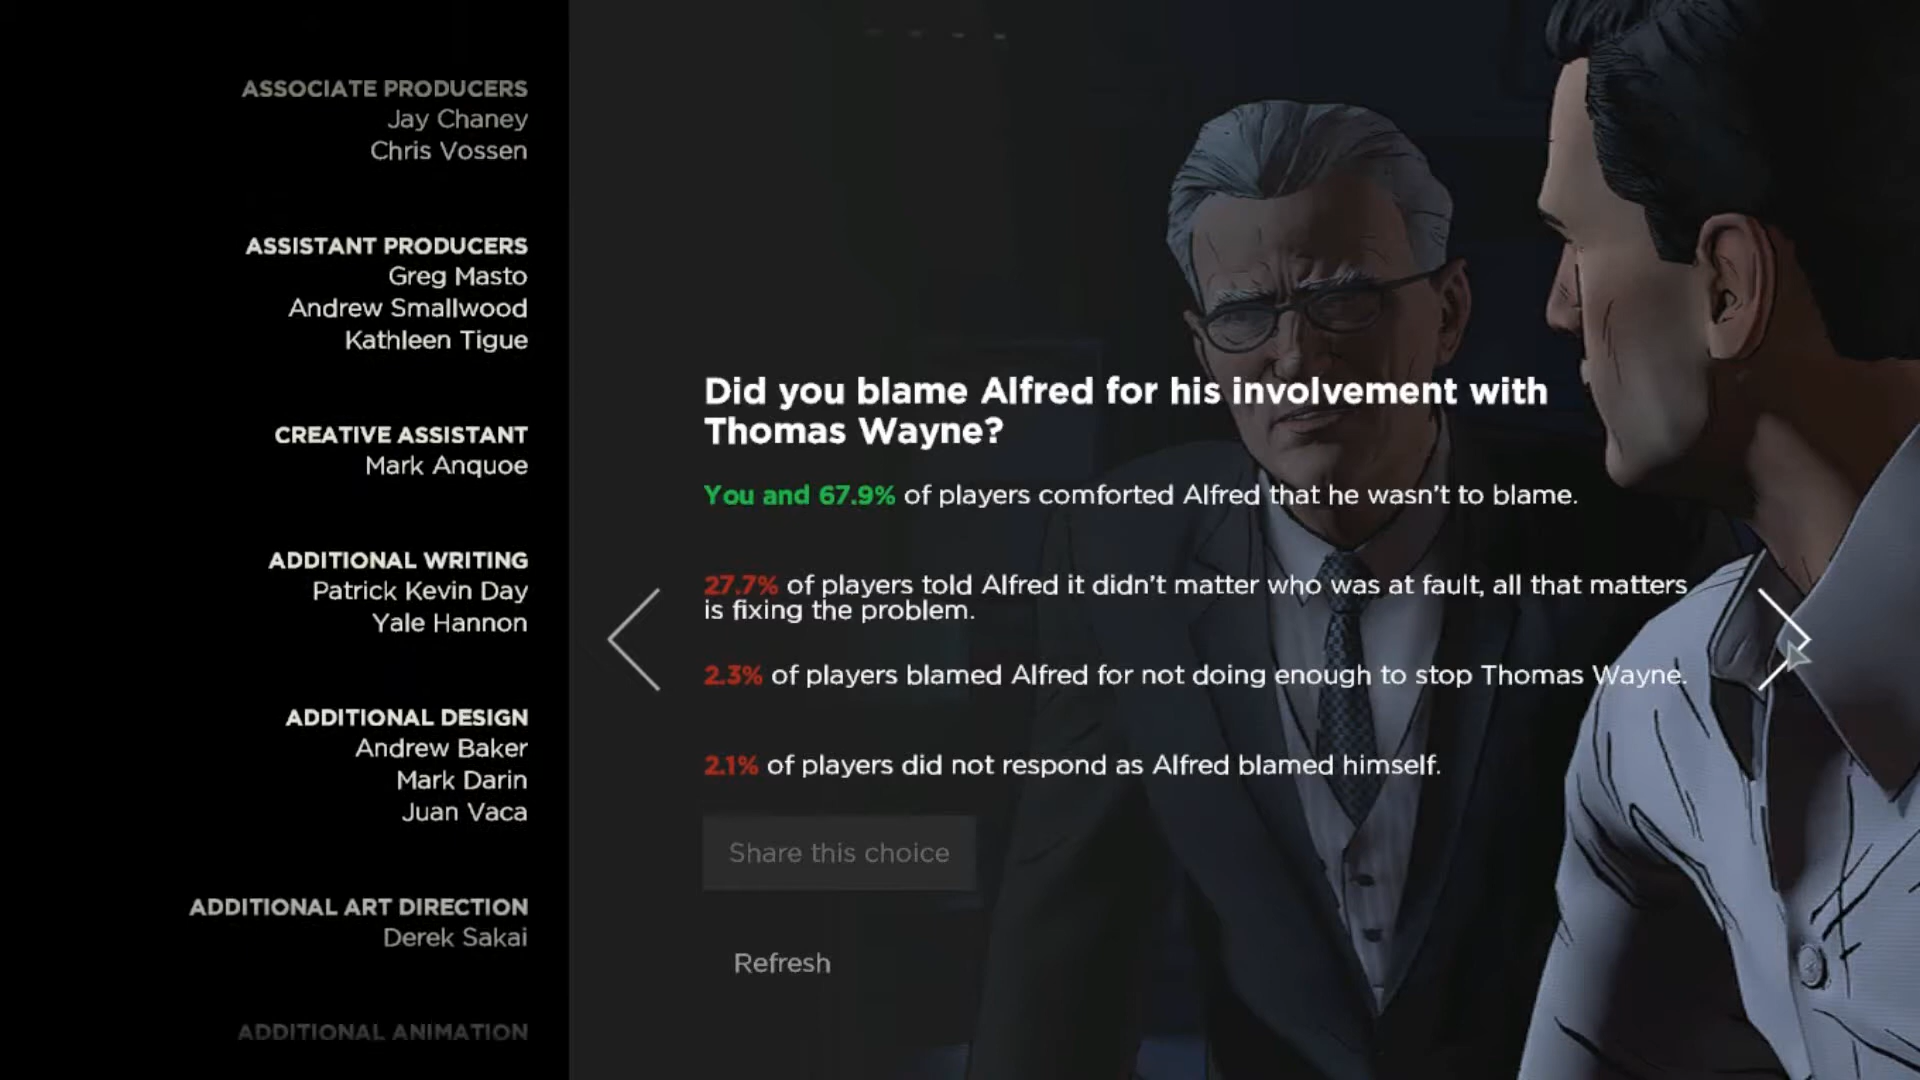 ASSOCIATE PRODUCERS
Jay Chaney
Chris Vossen
ASSISTANT PRODUCERS
Greg Masto
Andrew Smallwood
Kathleen Tigue
CREATIVE ASSISTANT
Mark Anquoe
ADDITIONAL WRITING
Patrick Kevin Day
Yale Hannon
ADDITIONAL DESIGN
Andrew Baker
Mark Darin
Juan Vaca
ADDITIONAL ART DIRECTION
Derek Sakai
ADDITIONAL ANIMATION
Did you blame Alfred for his involvement with
Thomas Wayne?
You and 67.9% of players comforted Alfred that he wasn't to blame.
27.7% of players told Alfred it didn't matter who was at fault, all that matters
is fixing the problem.
2.3% of players blamed Alfred for not doing enough to stop Thomas Wayne.
2.1% of players did not respond as Alfred blamed himself.
Share this choice
Refresh